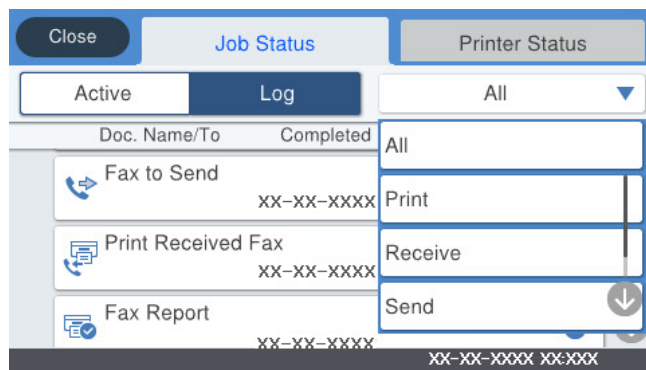 Close
Job Status
Printer Status
Active
Log
All
Doc. Name/To
Completed
All
Fax to Send
XX-XX-XXXX
Print
Print Received Fax
XX-XX-XXXX
Receive
Fax Report
XX-XX-XXXX
Send
XX-XX-XXXX XX:XXX